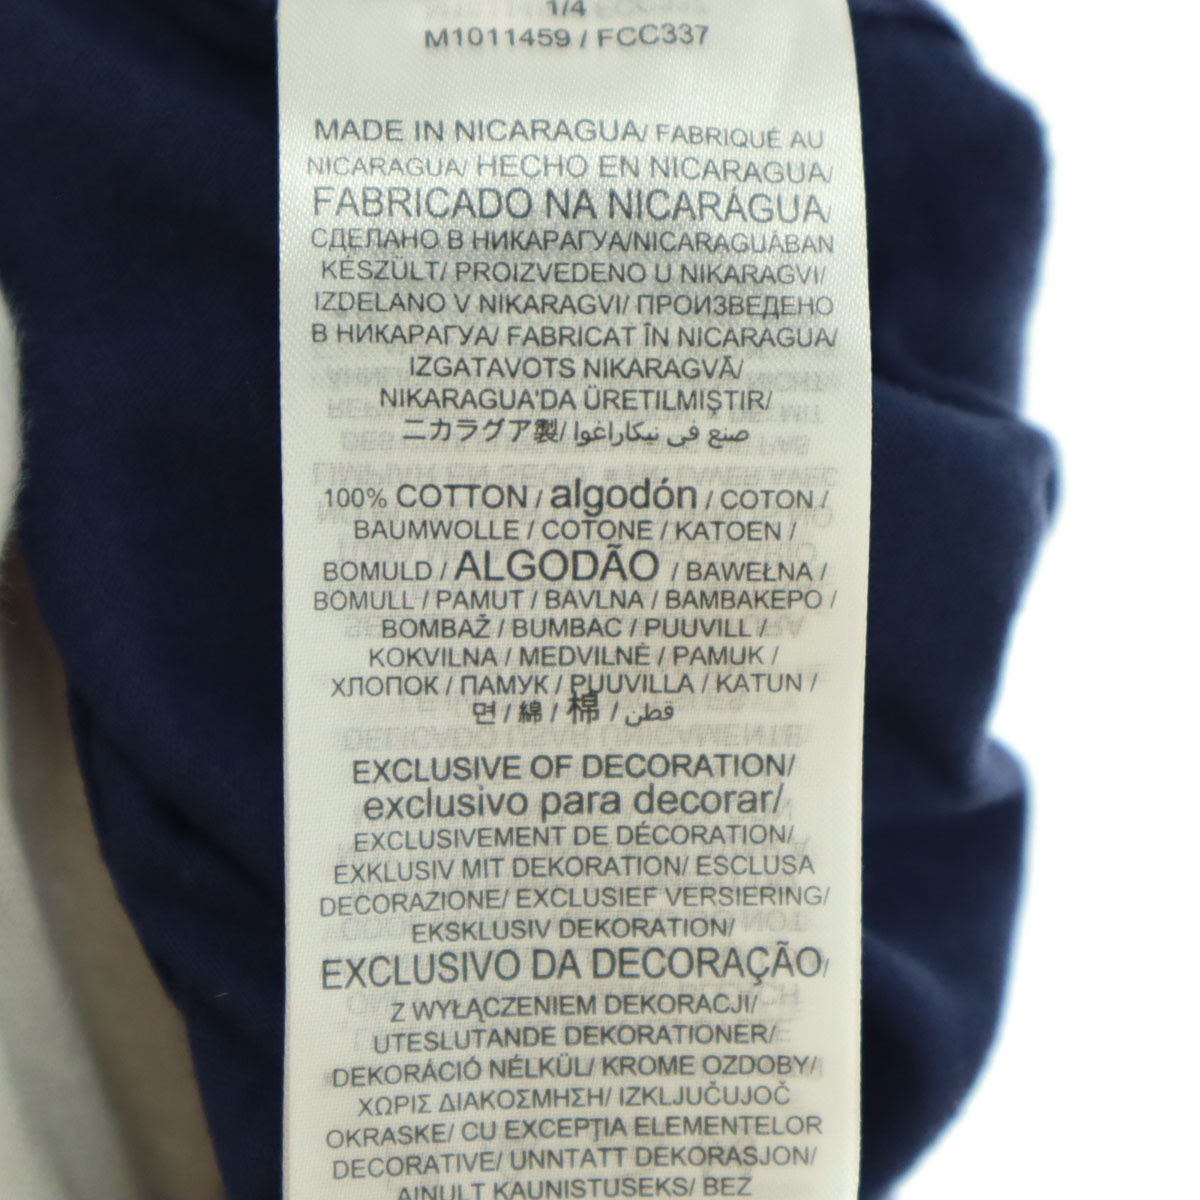 1/4
M1011459 / FCC337
MADE IN NICARAGUA/ FABRIQUÉ AU
NICARAGUA/ HECHO EN NICARAGUA/
FABRICADO NA NICARÁGUA/
СДЕЛАНО В НИКАРАГУА/NICARAGUÁBAN
KÉSZÜLT/ PROIZVEDENO U NIKARAGVI/
IZDELANO V NIKARAGVI/ ПРОИЗВЕДЕНО
В НИКАРАГУА/ FABRICAT ÎN NICARAGUA/
IZGATAVOTS NIKARAGVĀ/
NIKARAGUA'DA ÜRETILMIŞTIR/
ニカラグア製/ صنع في نيكاراغوا
100% COTTON / algodón / COTON /
BAUMWOLLE / COTONE / KATOEN /
BOMULD / ALGODÃO / BAWEŁNA /
BOMULL / PAMUT / BAVLNA / ΒΑΜΒΑΚΕΡΟ /
BOMBAŽ / BUMBAC / PUUVILL /
KOKVILNA / MEDVILNĖ / PAMUK /
ХЛОПОК / ПАМУК / PUUVILLA / KATUN /
면 / 綿 / 棉 / قطن
EXCLUSIVE OF DECORATION/
exclusivo para decorar/
EXCLUSIVEMENT DE DÉCORATION/
EXKLUSIV MIT DEKORATION/ ESCLUSA
DECORAZIONE/ EXCLUSIEF VERSIERING/
EKSKLUSIV DEKORATION/
EXCLUSIVO DA DECORAÇÃO/
Z WYŁĄCZENIEM DEKORACJI/
UTESLUTANDE DEKORATIONER/
DEKORÁCIÓ NÉLKÜL/ KROME OZDOBY/
ΧΩΡΙΣ ΔΙΑΚΟΣΜΗΣΗ/ IZKLJUČUJOČ
OKRASKE/ CU EXCEPŢIA ELEMENTELOR
DECORATIVE/ UNNTATT DEKORASJON/
AINULT KAUNISTUSEKS/ BEZ